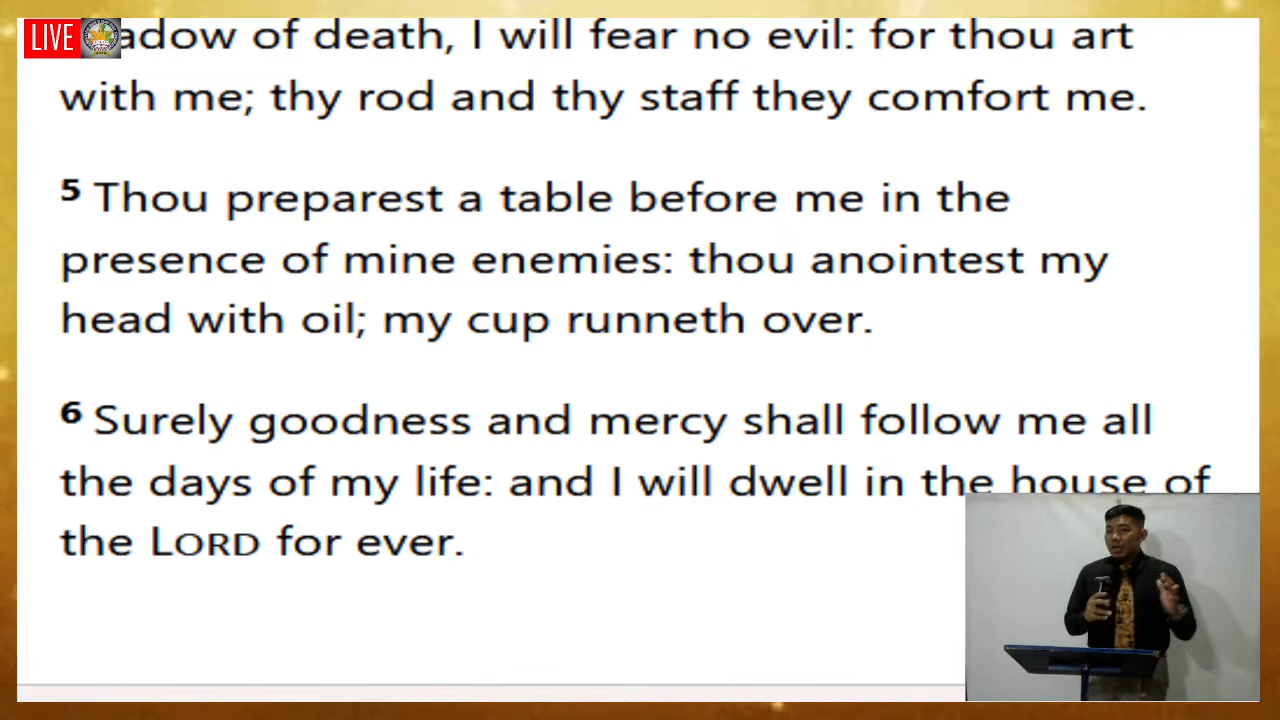 LIVE
adow of death, I will fear no evil: for thou art
with me; thy rod and thy staff they comfort me.
5 Thou preparest a table before me in the
presence of mine enemies: thou anointest my
head with oil; my cup runneth over.
6 Surely goodness and mercy shall follow me all
the days of my life: and I will dwell in the house of
the LORD for ever.